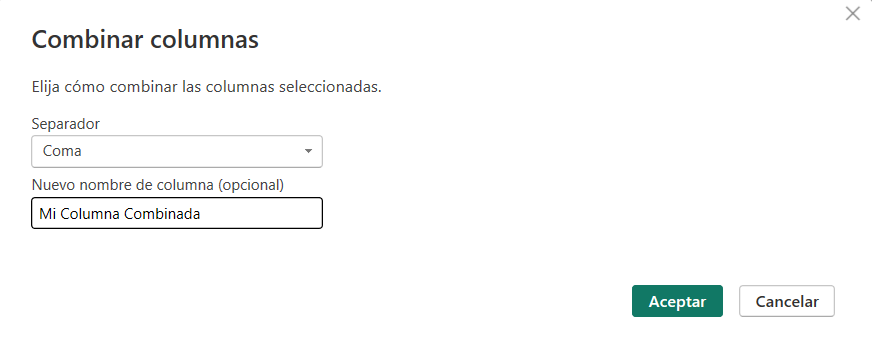 Combinar columnas
Elija cómo combinar las columnas seleccionadas.
Separador
Coma
Nuevo nombre de columna (opcional)
Mi Columna Combinada
Aceptar
Cancelar